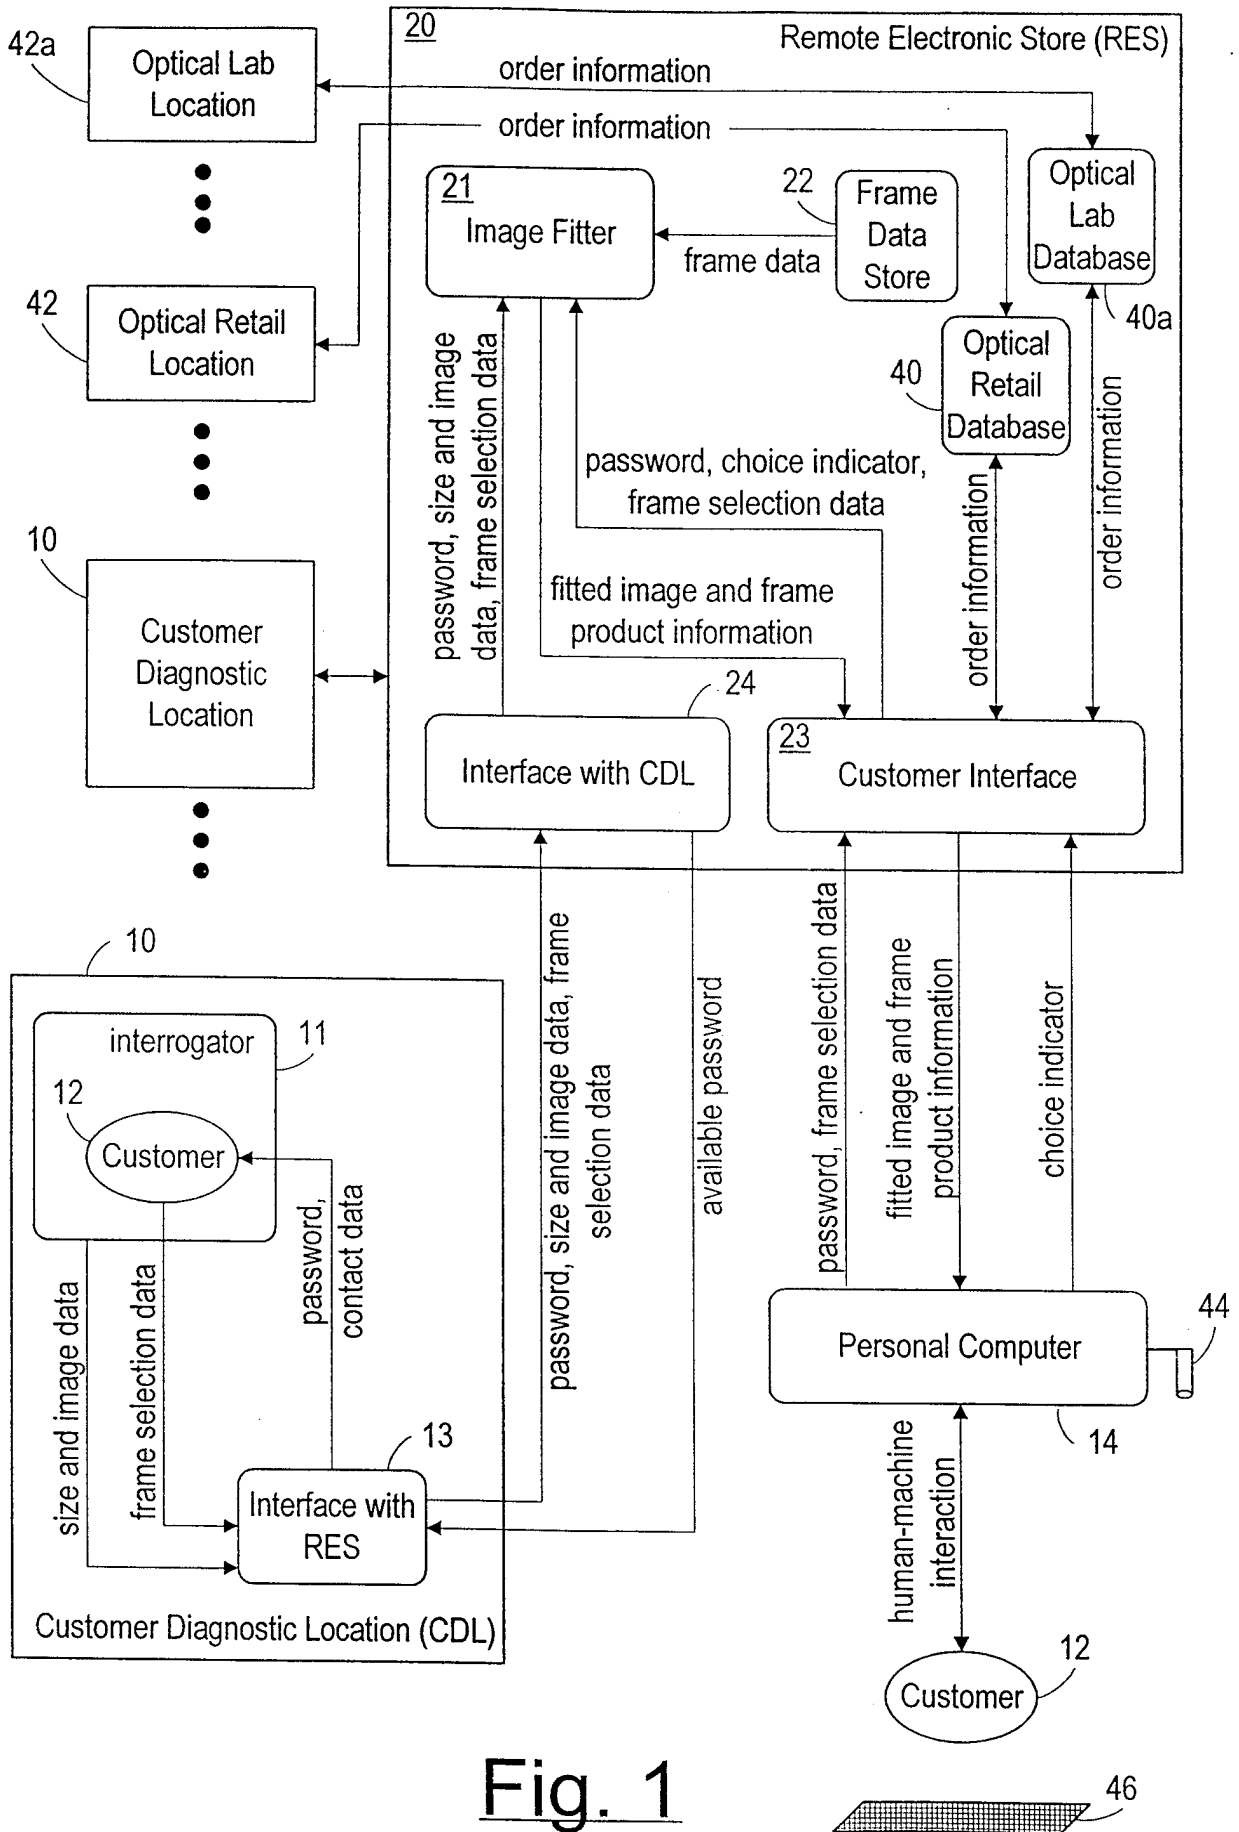 42a
Optical Lab
Location
20
Remote Electronic Store (RES)
order information
order information
21
Image Fitter
22
Frame
Data
Store
frame data
Optical
Lab
Database
40a
42
Optical Retail
Location
40
Optical
Retail
Database
password, size and image
data, frame selection data
password, choice indicator,
frame selection data
order information
order information
10
Customer
Diagnostic
Location
fitted image and frame
product information
24
Interface with CDL
23
Customer Interface
10
interrogator
11
12
Customer
password,
contact data
size and image data
frame selection data
13
Interface with
RES
Customer Diagnostic Location (CDL)
password, size and image data, frame
selection data
available password
password, frame selection data
fitted image and frame
product information
choice indicator
Personal Computer
44
14
human-machine
interaction
12
Customer
46
Fig. 1